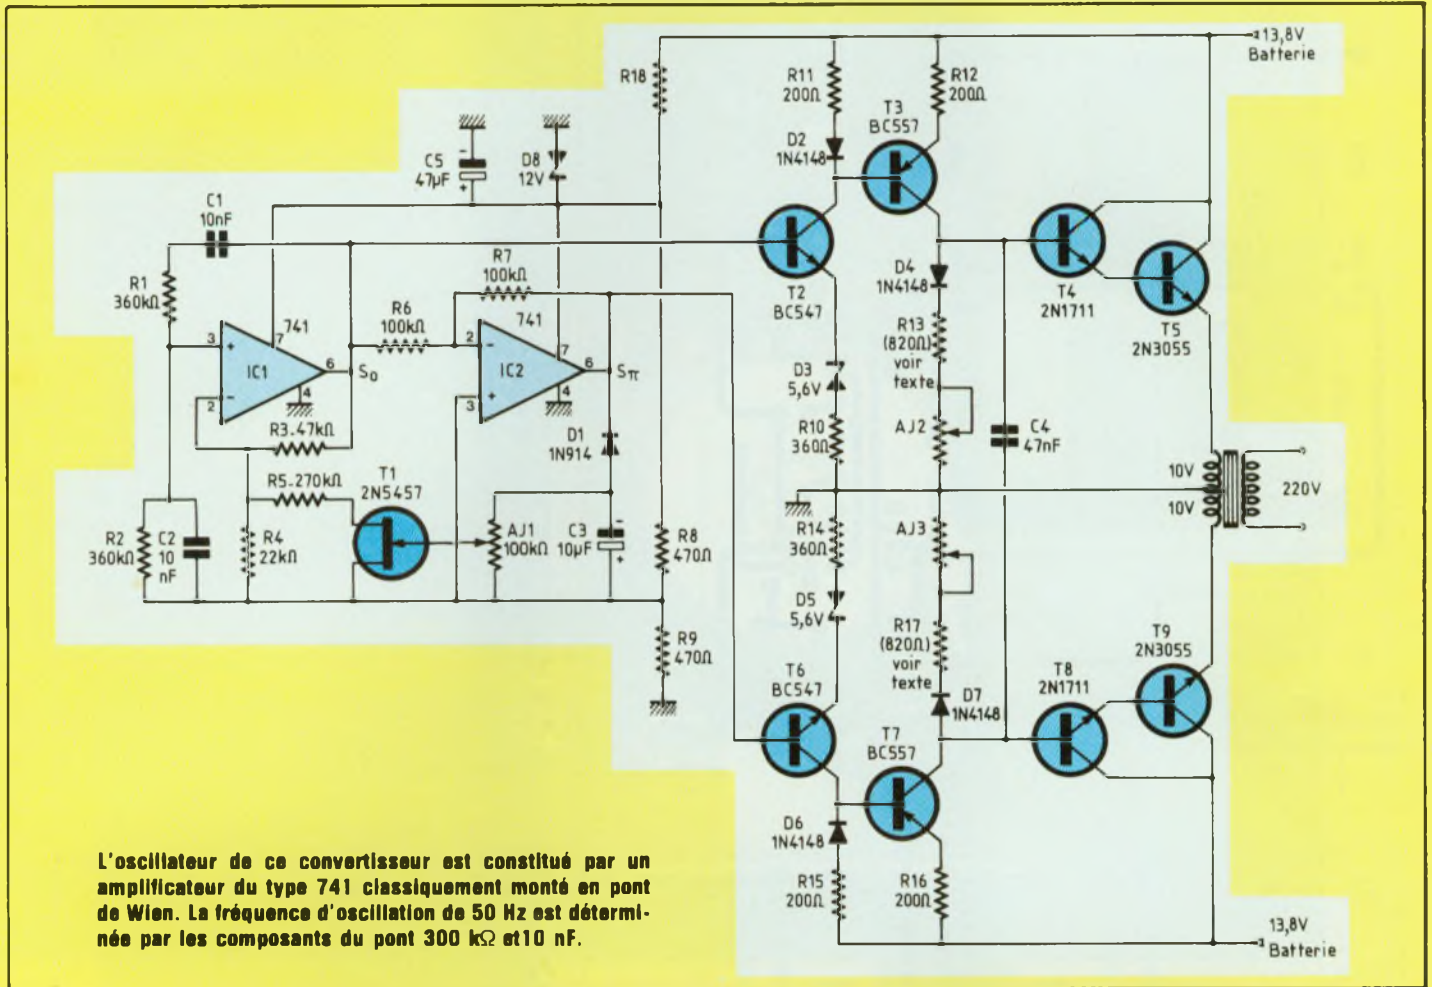 13,8V
Batterie
R18
R11
200Ω
R12
200Ω
T3
BC557
D2
1N4148
C5
47µF
-
+
D8
12V
C1
10nF
R7
100kΩ
R1
360kΩ
R6
100kΩ
741
741
T2
BC547
D4
1N4148
T4
2N1711
T5
2N3055
3
+
7
6
IC1
4
-
2
S0
2
-
7
6
IC2
4
+
3
Sπ
R13
(820Ω)
voir
texte
D3
5,6V
R3-47kΩ
D1
1N914
R10
360Ω
AJ2
C4
47nF
R5-270kΩ
T1
2N5457
10V
10V
220V
R2
360kΩ
C2
10
nF
R4
22kΩ
AJ1
100kΩ
C3
10µF
-
+
R8
470Ω
R14
360Ω
AJ3
D5
5,6V
R9
470Ω
R17
(820Ω)
voir
texte
T6
BC547
D7
1N4148
T8
2N1711
T9
2N3055
T7
BC557
D6
1N4148
R15
200Ω
R16
200Ω
13,8V
Batterie
L'oscillateur de ce convertisseur est constitué par un
amplificateur du type 741 classiquement monté en pont
de Wien. La fréquence d'oscillation de 50 Hz est détermi-
née par les composants du pont 300 kΩ et10 nF.